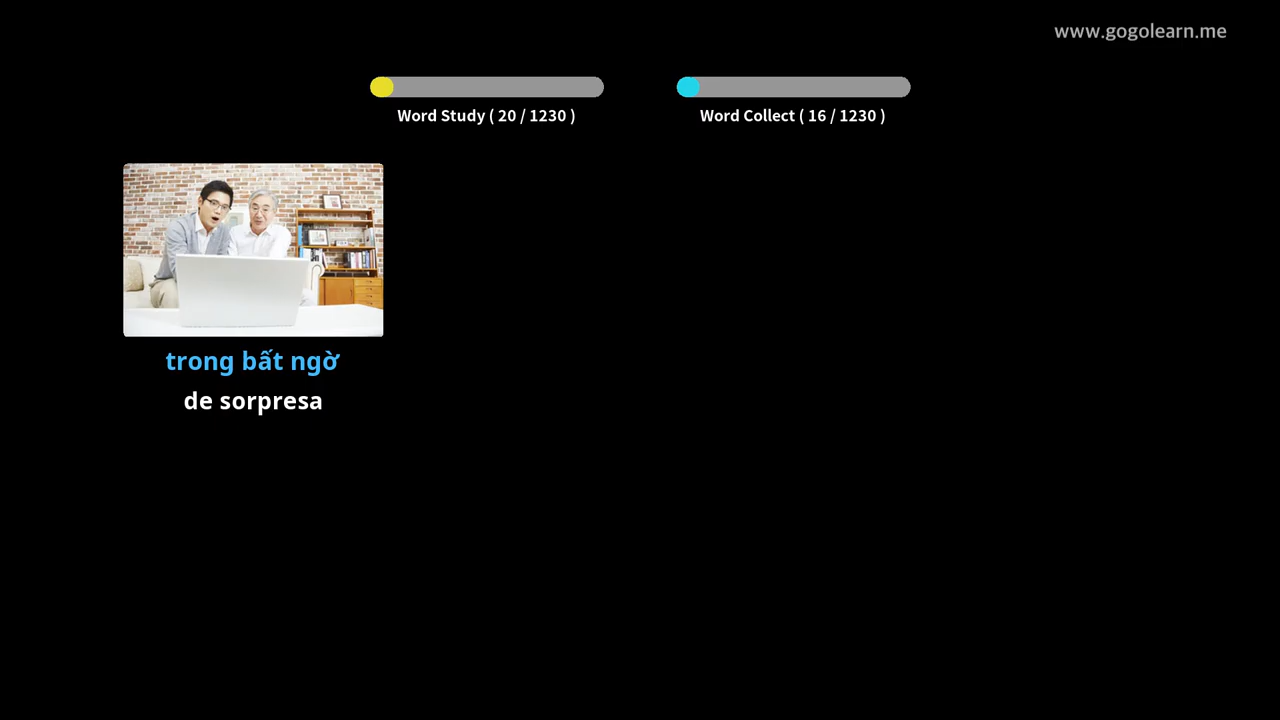 www.gogolearn.me
Word Study ( 20 / 1230 )
Word Collect ( 16 / 1230 )
trong bất ngờ
de sorpresa